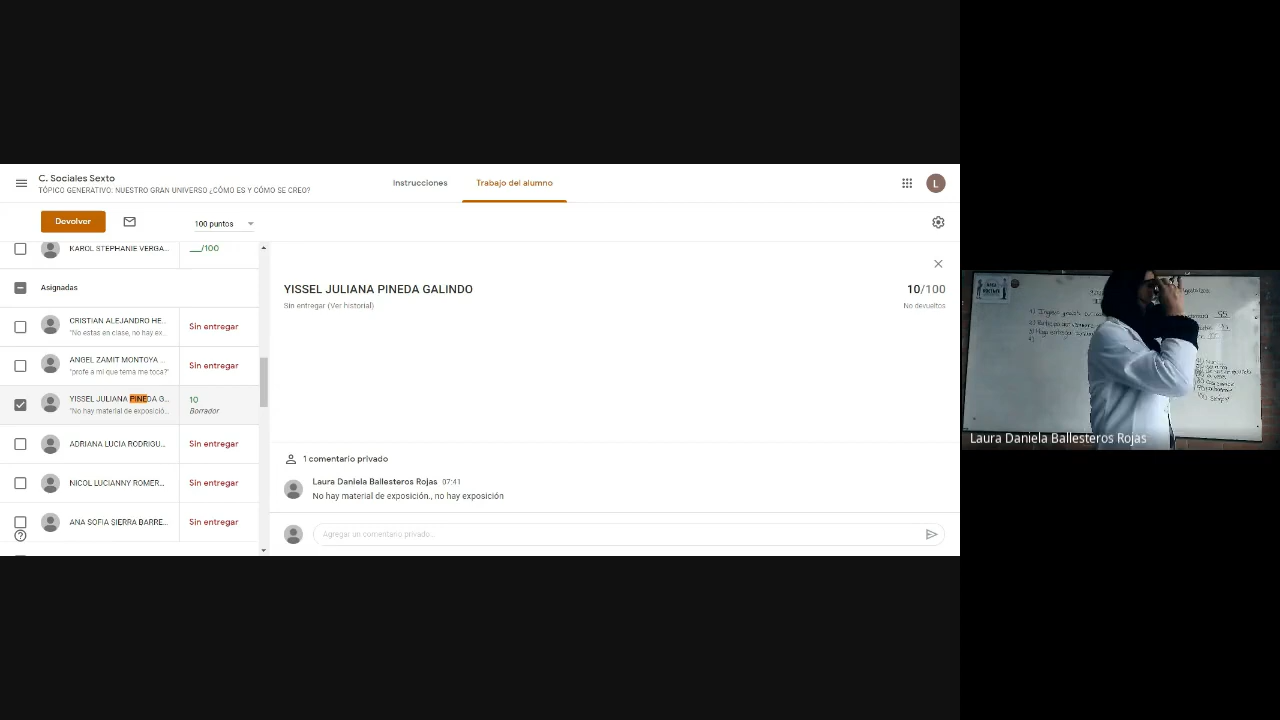 C. Sociales Sexto
TÓPICO GENERATIVO: NUESTRO GRAN UNIVERSO ¿CÓMO ES Y CÓMO SE CREO?
Instrucciones
Trabajo del alumno
L
Devolver
100 puntos
KAROL STEPHANIE VERGA...
__/100
Asignadas
CRISTIAN ALEJANDRO HE...
"No estas en clase, no hay ex...
Sin entregar
ANGEL ZAMIT MONTOYA ...
"profe a mi que tema me toca?"
Sin entregar
YISSEL JULIANA PINEDA G...
"No hay material de exposició...
10
Borrador
ADRIANA LUCIA RODRIGU...
Sin entregar
NICOL LUCIANNY ROMER...
Sin entregar
ANA SOFIA SIERRA BARRE...
Sin entregar
YISSEL JULIANA PINEDA GALINDO
Sin entregar (Ver historial)
10/100
No devueltos
1 comentario privado
Laura Daniela Ballesteros Rojas 07:41
No hay material de exposición., no hay exposición
Agregar un comentario privado...
Laura Daniela Ballesteros Rojas